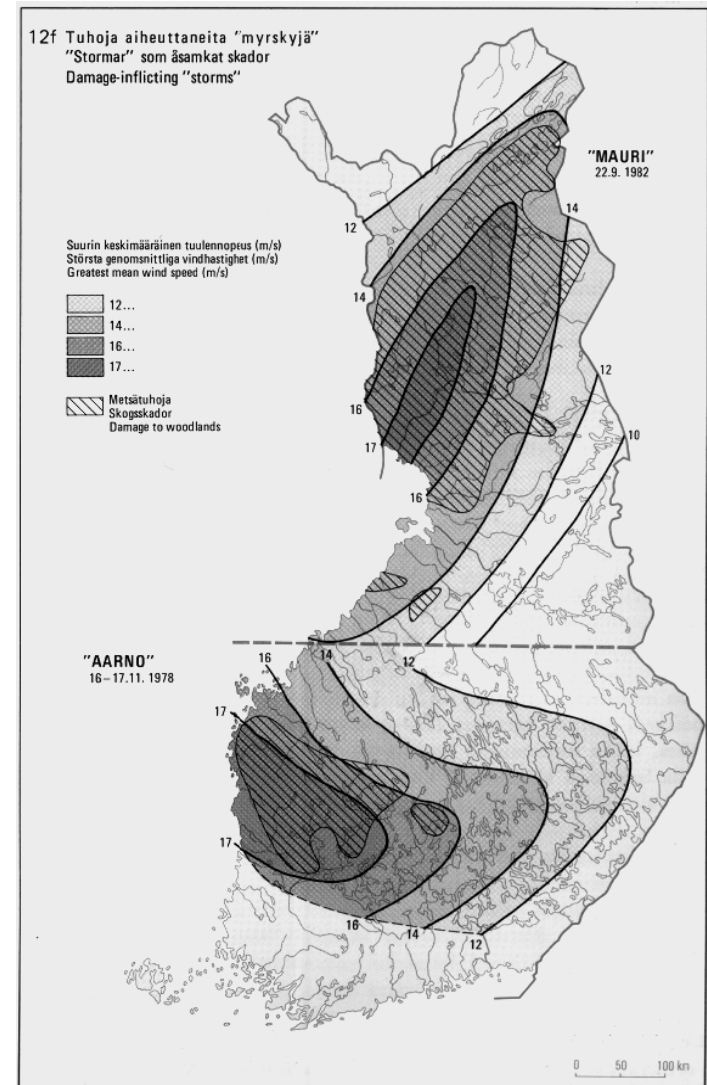 12f Tuhoja aiheuttaneita "myrskyjä"
"Stormar" som åsamkat skador
Damage-inflicting "storms"
"MAURI"
22.9. 1982
14
12
Suurin keskimääräinen tuulennopeus (m/s)
Största genomsnittliga vindhastighet (m/s)
Greatest mean wind speed (m/s)
14
12...
14...
16...
17...
12
Metsätuhoja
Skogsskador
Damage to woodlands
16
17
10
16
"AARNO"
16–17.11. 1978
16
14
12
17
17
16
14
12
0 50 100 km